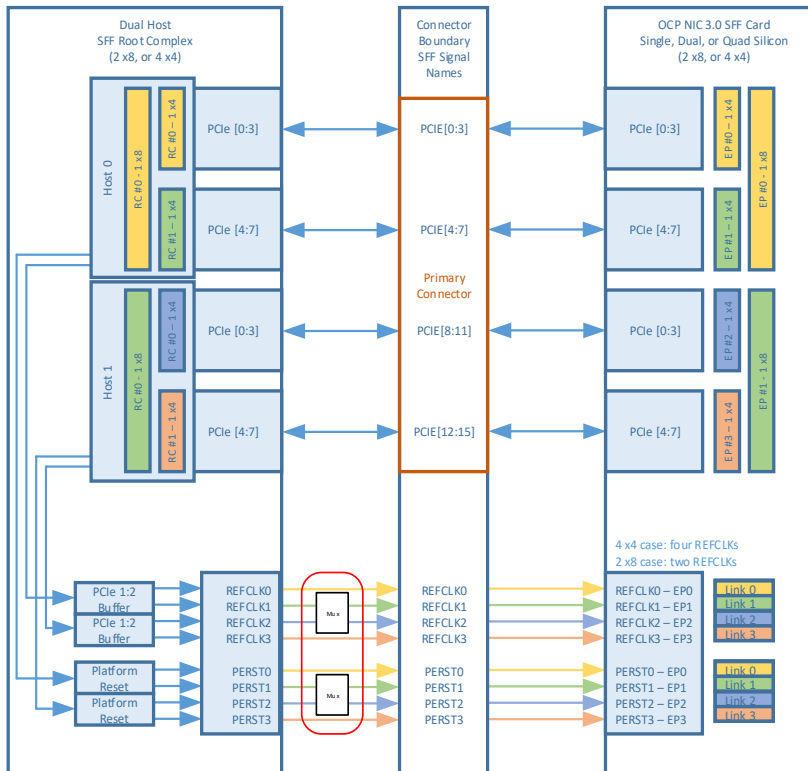 Dual Host
SFF Root Complex
(2 x8, or 4 x4)
Connector
Boundary
SFF Signal
Names
OCP NIC 3.0 SFF Card
Single, Dual, or Quad Silicon
(2 x8, or 4 x4)
Host 0
RC #0 – 1 x8
RC #0 – 1 x4
RC #1 – 1 x4
PCIe [0:3]
PCIe [4:7]
Host 1
RC #0 – 1 x8
RC #0 – 1 x4
RC #1 – 1 x4
PCIe [0:3]
PCIe [4:7]
PCIE[0:3]
PCIE[4:7]
Primary
Connector
PCIE[8:11]
PCIE[12:15]
PCIe [0:3]
PCIe [4:7]
PCIe [0:3]
PCIe [4:7]
EP #0 – 1 x4
EP #1 – 1 x4
EP #2 – 1 x4
EP #3 – 1 x4
EP #0 - 1 x8
EP #1 - 1 x8
4 x4 case: four REFCLKs
2 x8 case: two REFCLKs
PCIe 1:2
Buffer
PCIe 1:2
Buffer
Platform
Reset
Platform
Reset
REFCLK0
REFCLK1
REFCLK2
REFCLK3
PERST0
PERST1
PERST2
PERST3
Mux
Mux
REFCLK0
REFCLK1
REFCLK2
REFCLK3
PERST0
PERST1
PERST2
PERST3
REFCLK0 – EP0
REFCLK1 – EP1
REFCLK2 – EP2
REFCLK3 – EP3
PERST0 – EP0
PERST1 – EP1
PERST2 – EP2
PERST3 – EP3
Link 0
Link 1
Link 2
Link 3
Link 0
Link 1
Link 2
Link 3